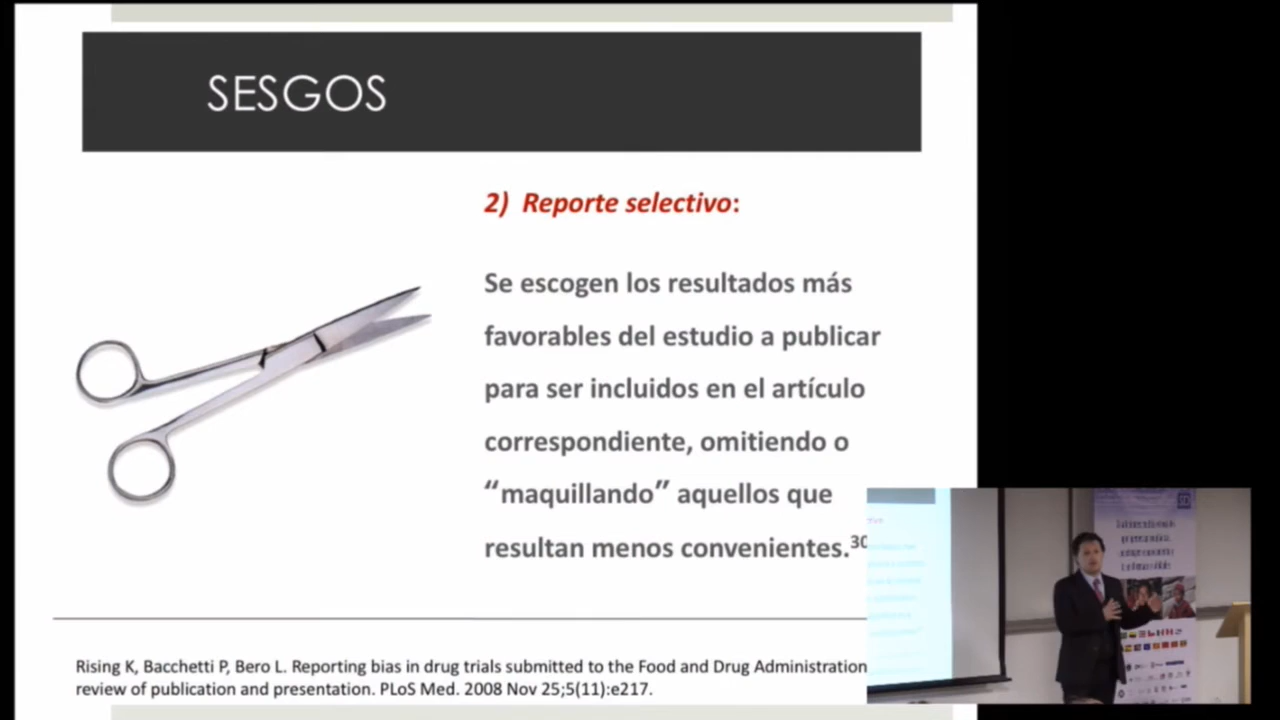 SESGOS
2) Reporte selectivo:
Se escogen los resultados más
favorables del estudio a publicar
para ser incluidos en el artículo
correspondiente, omitiendo o
“maquillando” aquellos que
resultan menos convenientes.30
Rising K, Bacchetti P, Bero L. Reporting bias in drug trials submitted to the Food and Drug Administration
review of publication and presentation. PLoS Med. 2008 Nov 25;5(11):e217.